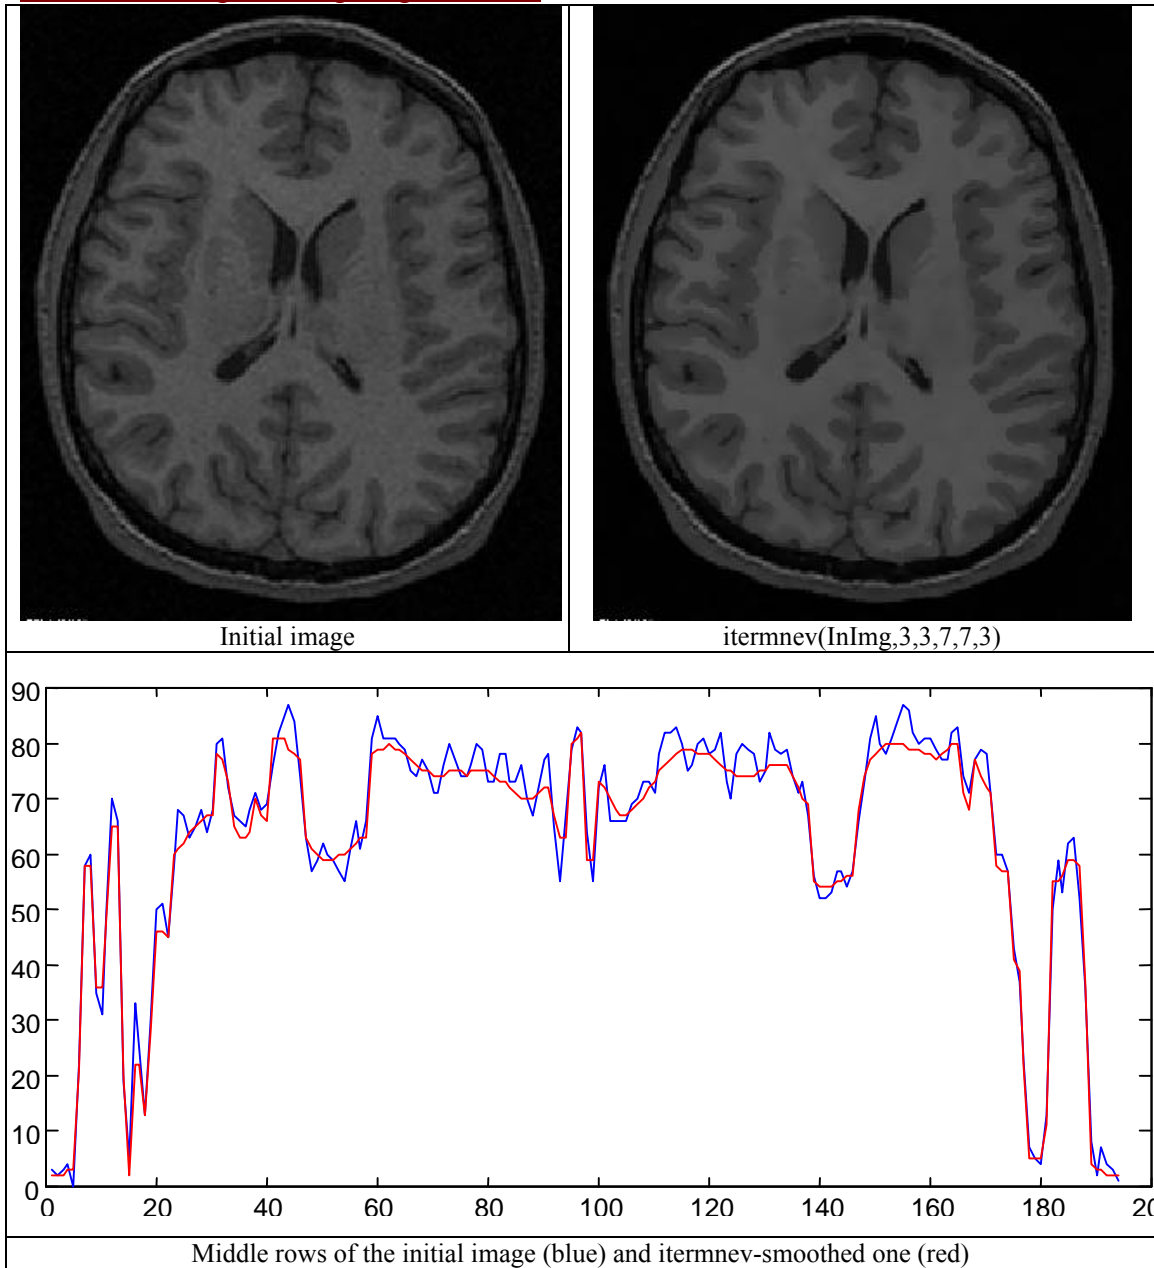 Initial image
itermnev(InImg,3,3,7,7,3)
90
80
70
60
50
40
30
20
10
0
0 20 40 60 80 100 120 140 160 180 20
Middle rows of the initial image (blue) and itermnev-smoothed one (red)